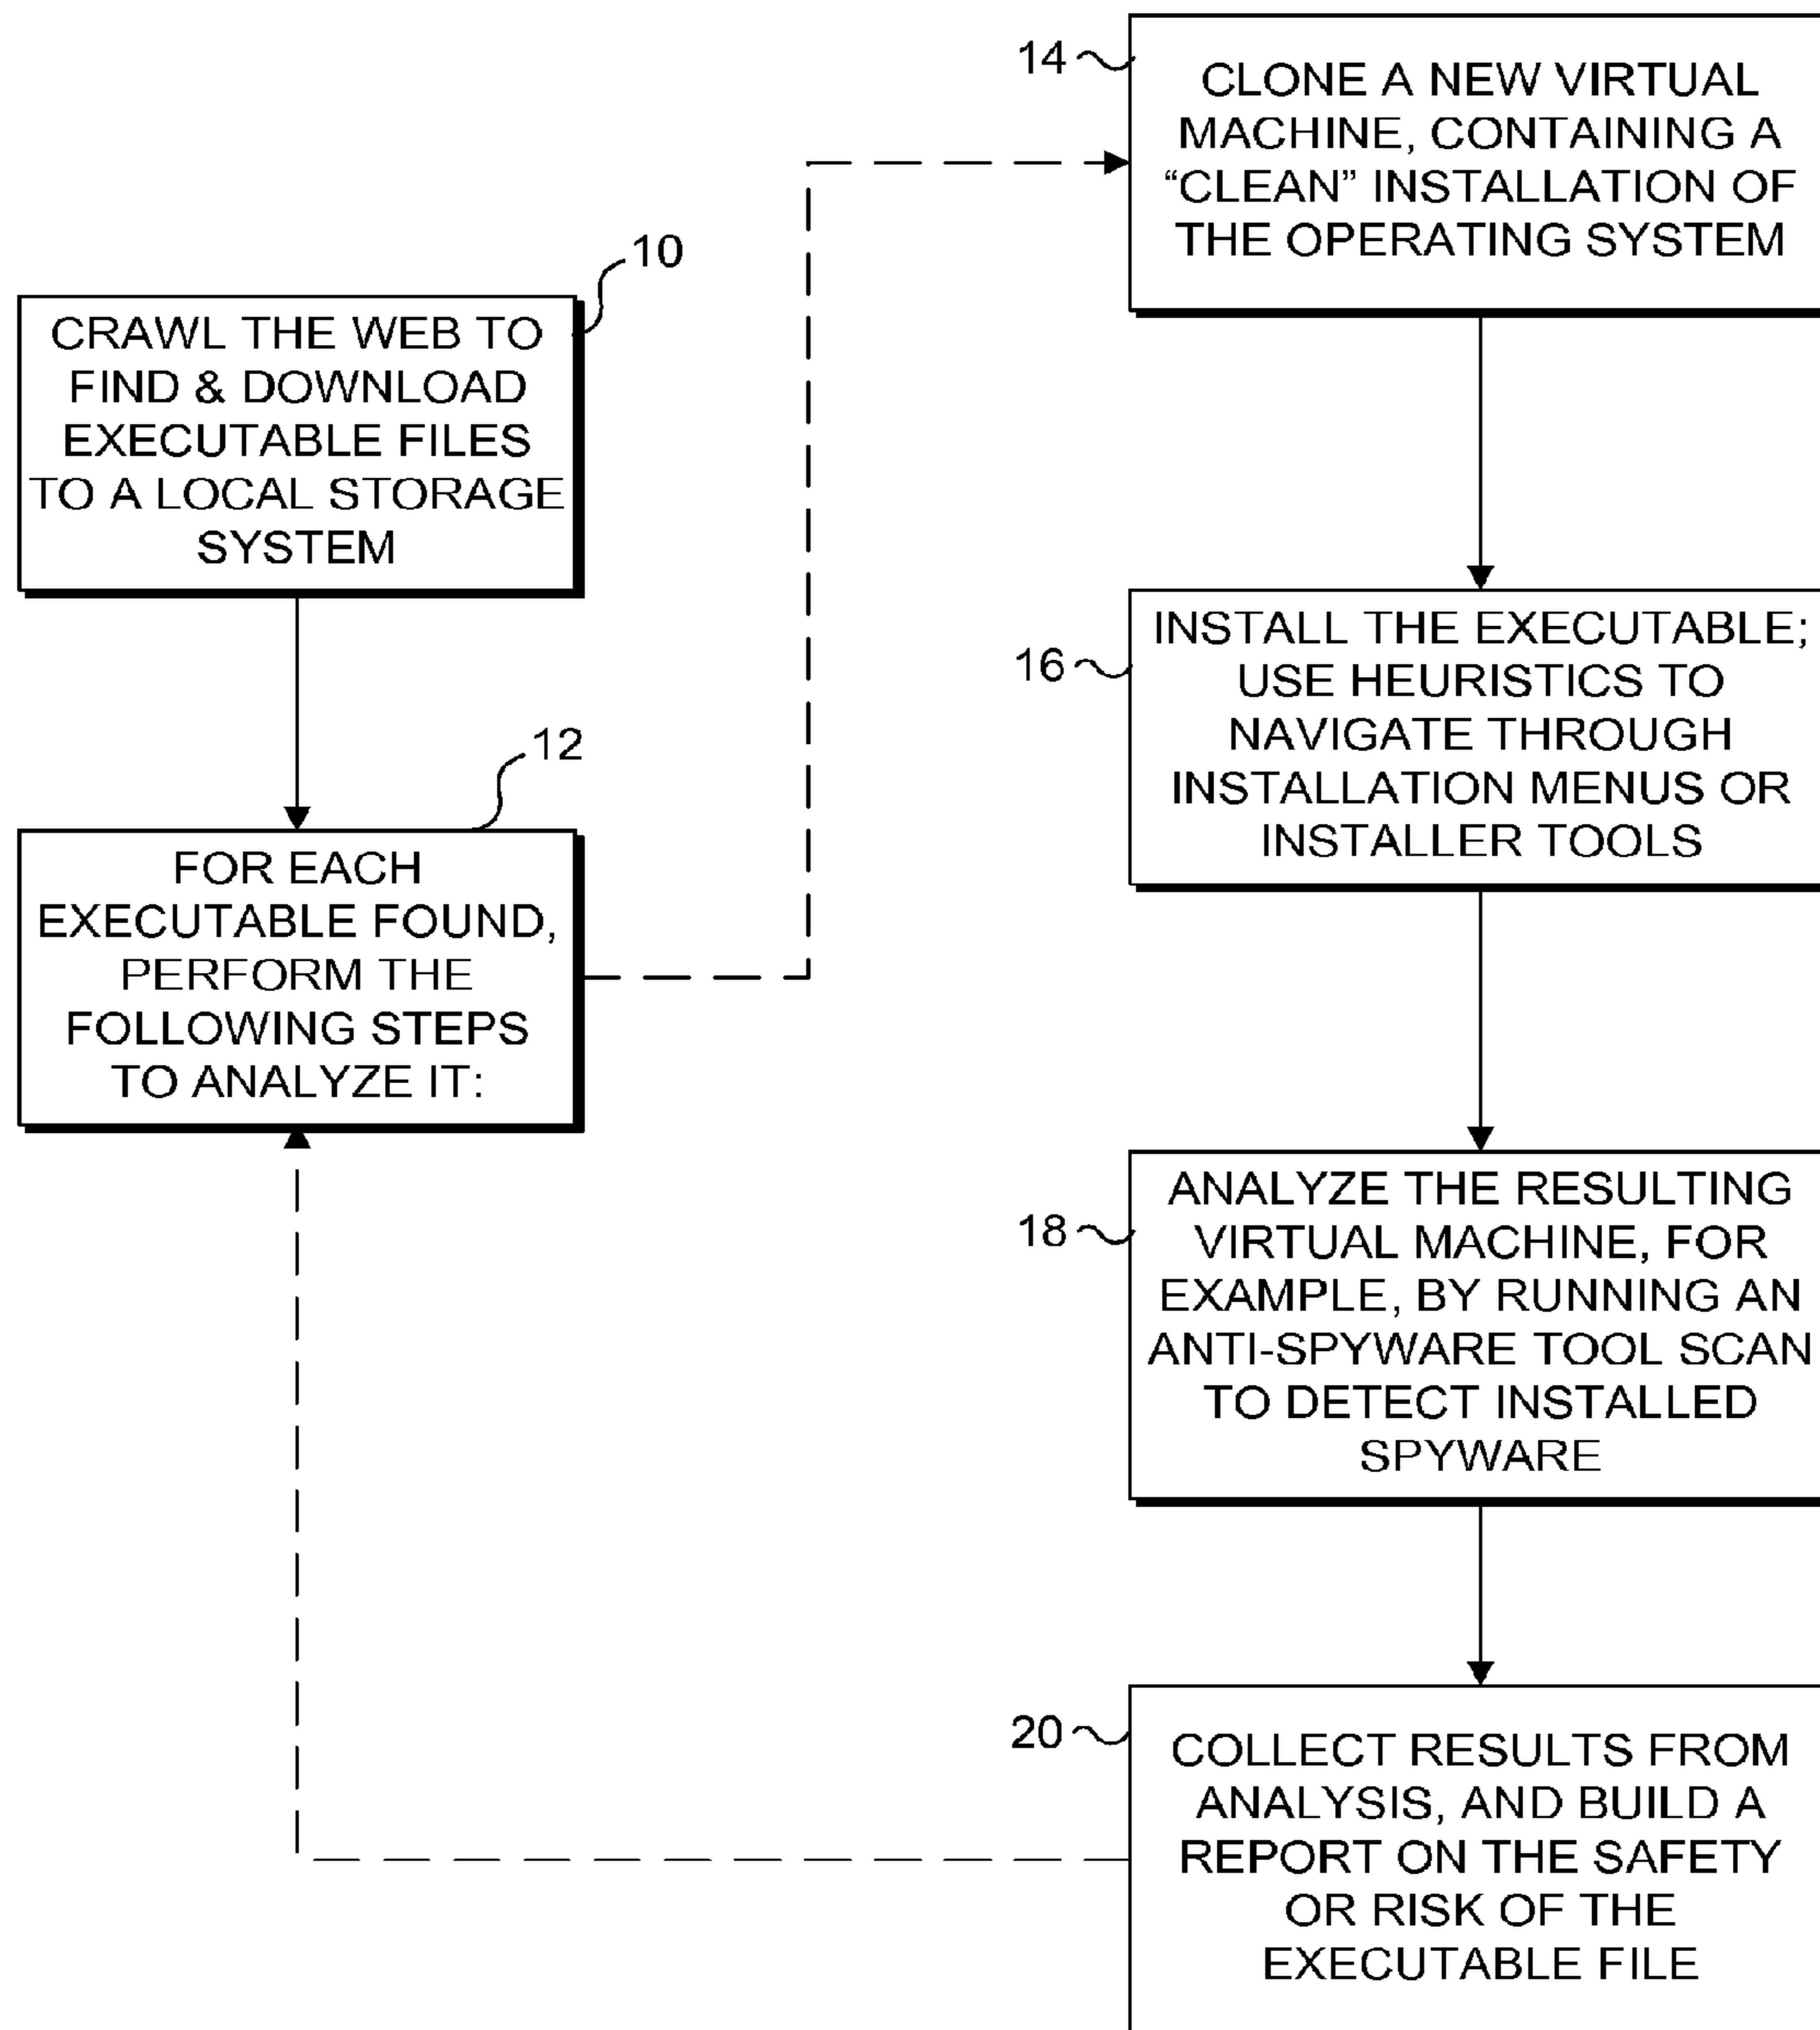 10
CRAWL THE WEB TO
FIND & DOWNLOAD
EXECUTABLE FILES
TO A LOCAL STORAGE
SYSTEM
12
FOR EACH
EXECUTABLE FOUND,
PERFORM THE
FOLLOWING STEPS
TO ANALYZE IT:
14
CLONE A NEW VIRTUAL
MACHINE, CONTAINING A
“CLEAN” INSTALLATION OF
THE OPERATING SYSTEM
16
INSTALL THE EXECUTABLE;
USE HEURISTICS TO
NAVIGATE THROUGH
INSTALLATION MENUS OR
INSTALLER TOOLS
18
ANALYZE THE RESULTING
VIRTUAL MACHINE, FOR
EXAMPLE, BY RUNNING AN
ANTI-SPYWARE TOOL SCAN
TO DETECT INSTALLED
SPYWARE
20
COLLECT RESULTS FROM
ANALYSIS, AND BUILD A
REPORT ON THE SAFETY
OR RISK OF THE
EXECUTABLE FILE